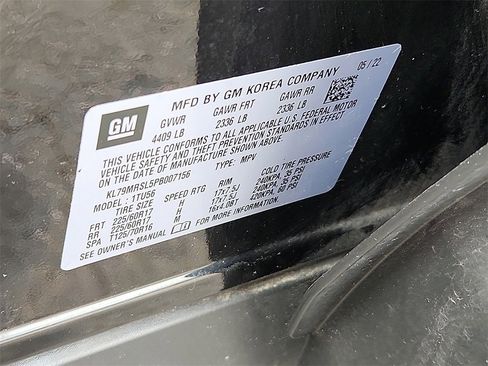 GM
MFD BY GM KOREA COMPANY 05/22
GVWR GAWR FRT GAWR RR
4409 LB 2336 LB 2336 LB
THIS VEHICLE CONFORMS TO ALL APPLICABLE U.S. FEDERAL MOTOR
VEHICLE SAFETY AND THEFT PREVENTION STANDARDS IN EFFECT
ON THE DATE OF MANUFACTURE SHOWN ABOVE.
KL79MRSL5PB007156 TYPE: MPV
MODEL: 1TU56
TIRE SIZE SPEED RTG RIM COLD TIRE PRESSURE
FRT 225/60R17 H 17x7.5J 240KPA, 35 PSI
RR 225/60R17 H 17x7.5J 240KPA, 35 PSI
SPA T125/70R16 M 16x4.0BT 420KPA, 60 PSI
SEE OWNER'S MANUAL